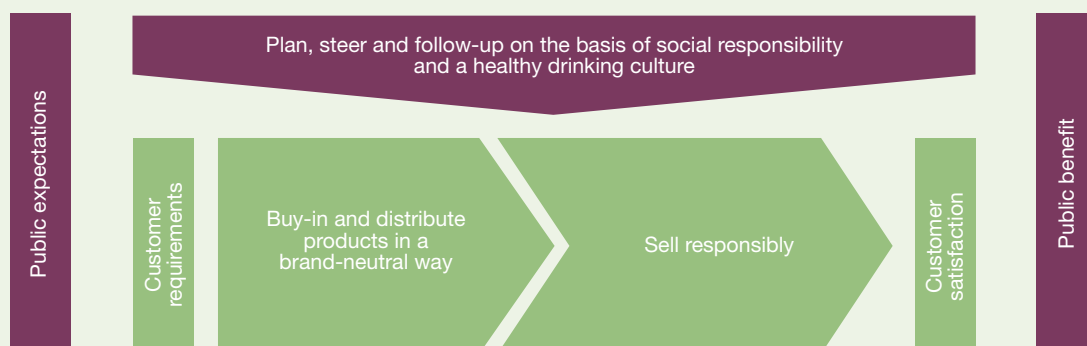 Public expectations
Plan, steer and follow-up on the basis of social responsibility
and a healthy drinking culture
Customer
requirements
Buy-in and distribute
products in a
brand-neutral way
Sell responsibly
Customer
satisfaction
Public benefit